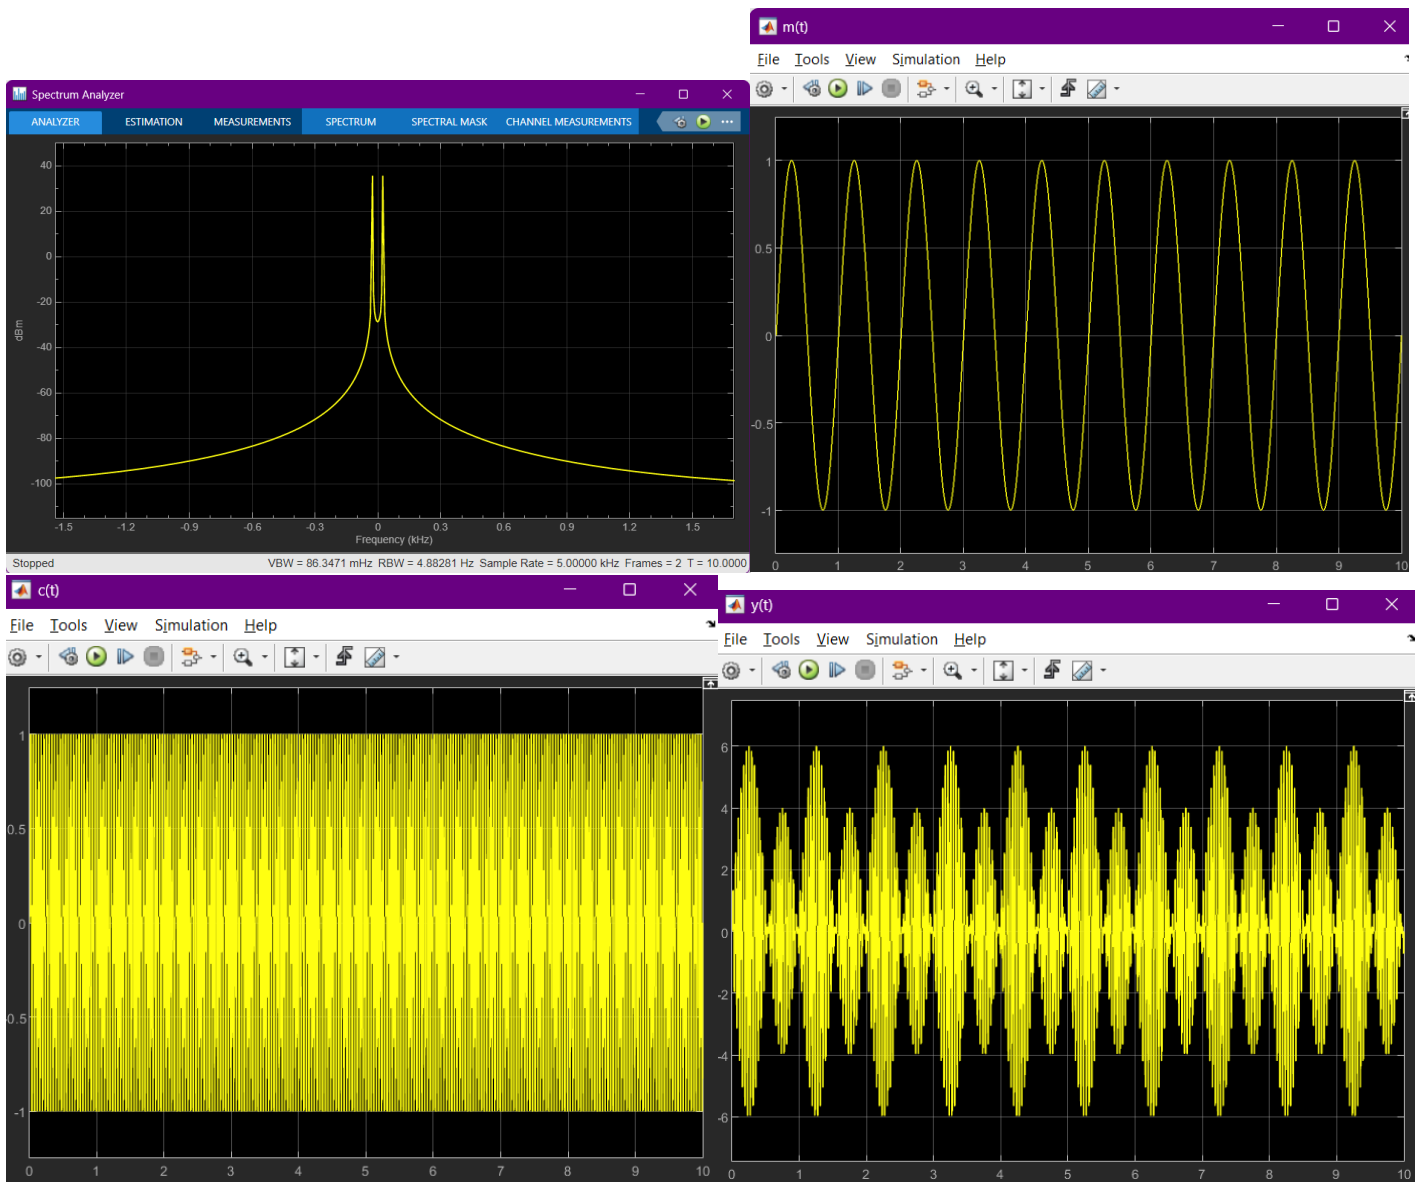 Spectrum Analyzer
ANALYZER ESTIMATION MEASUREMENTS SPECTRUM SPECTRAL MASK CHANNEL MEASUREMENTS
40
20
0
-20
-40
-60
-80
-100
dBm
-1.5 -1.2 -0.9 -0.6 -0.3 0 0.3 0.6 0.9 1.2 1.5
Frequency (kHz)
Stopped VBW = 86.3471 mHz RBW = 4.88281 Hz Sample Rate = 5.00000 kHz Frames = 2 T = 10.0000
m(t)
File Tools View Simulation Help
1
0.5
0
-0.5
-1
0 1 2 3 4 5 6 7 8 9 10
c(t)
File Tools View Simulation Help
1
0.5
0
-0.5
-1
0 1 2 3 4 5 6 7 8 9 10
y(t)
File Tools View Simulation Help
6
4
2
0
-2
-4
-6
0 1 2 3 4 5 6 7 8 9 10